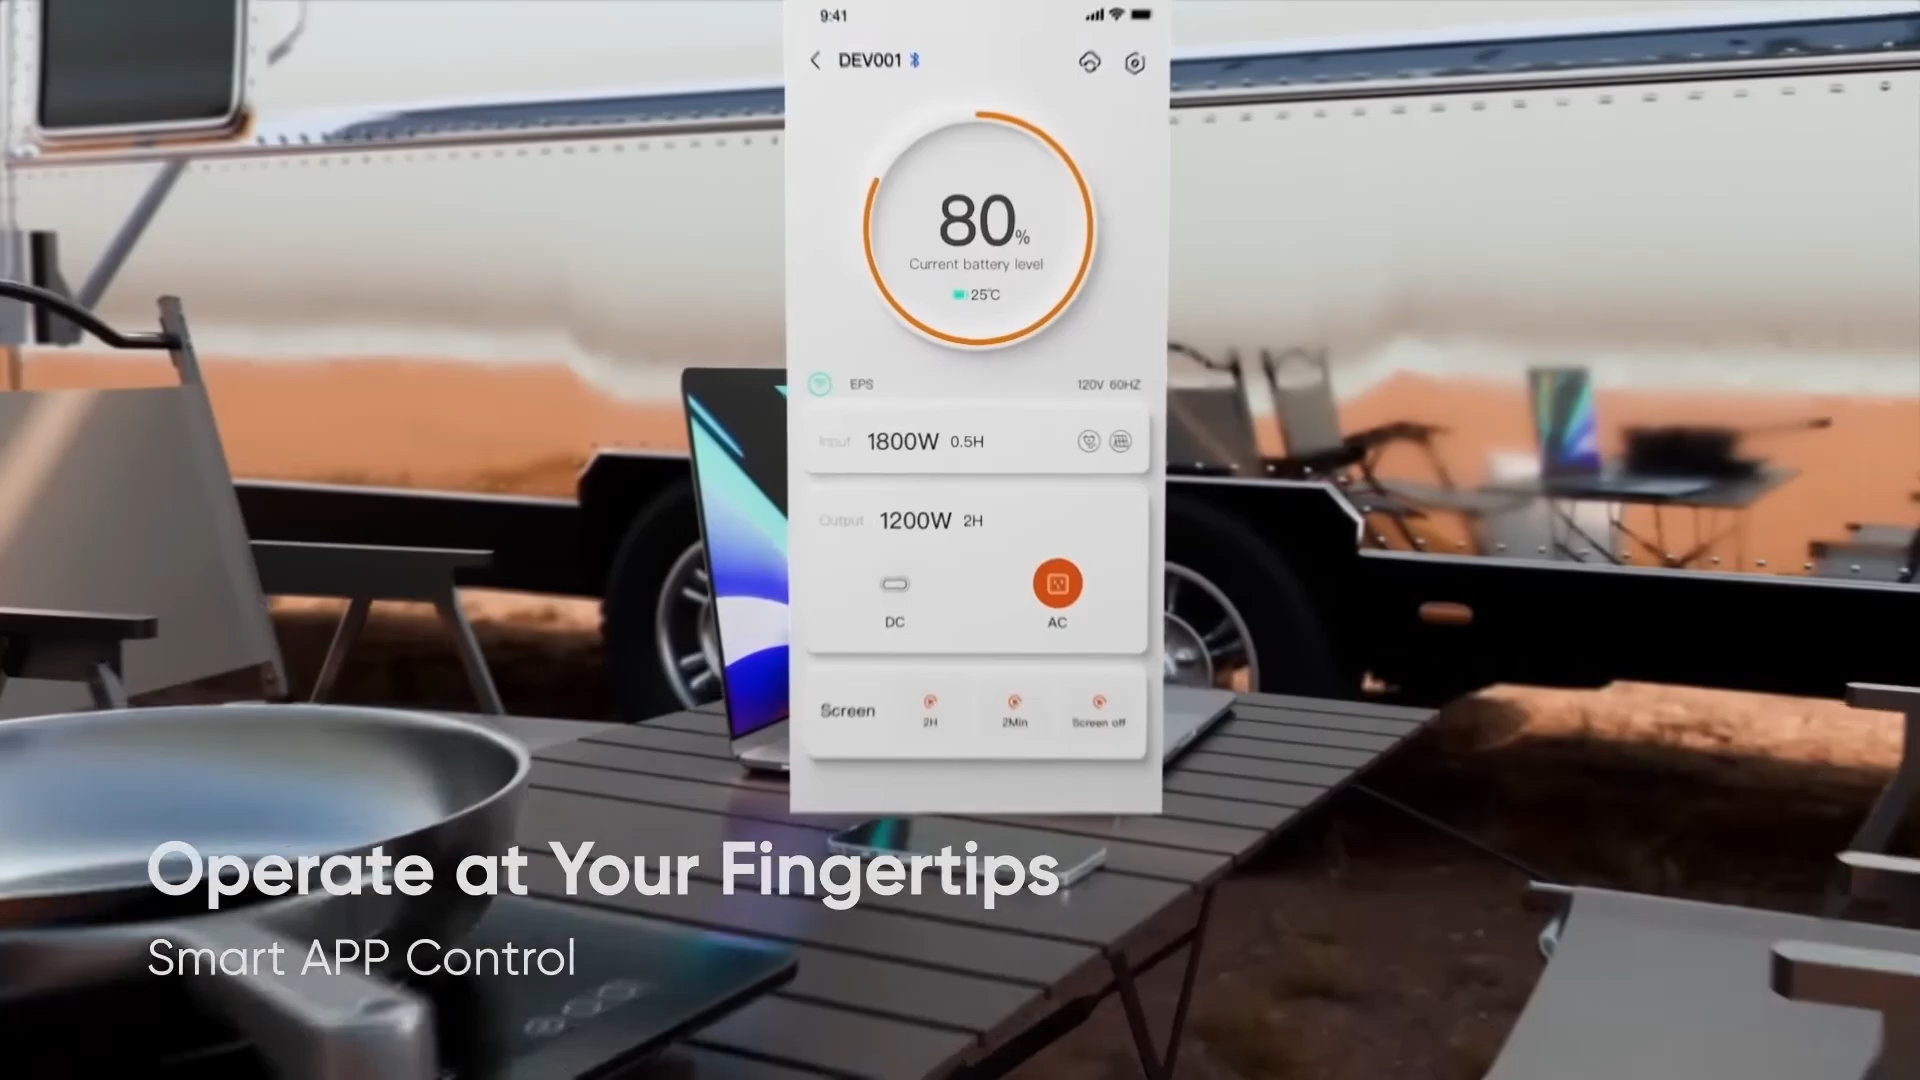 9:41
DEV001
80%
Current battery level
25℃
EPS
120V 60HZ
Input 1800W 0.5H
Output 1200W 2H
DC
AC
Screen
2H
2Min
Screen off
Operate at Your Fingertips
Smart APP Control